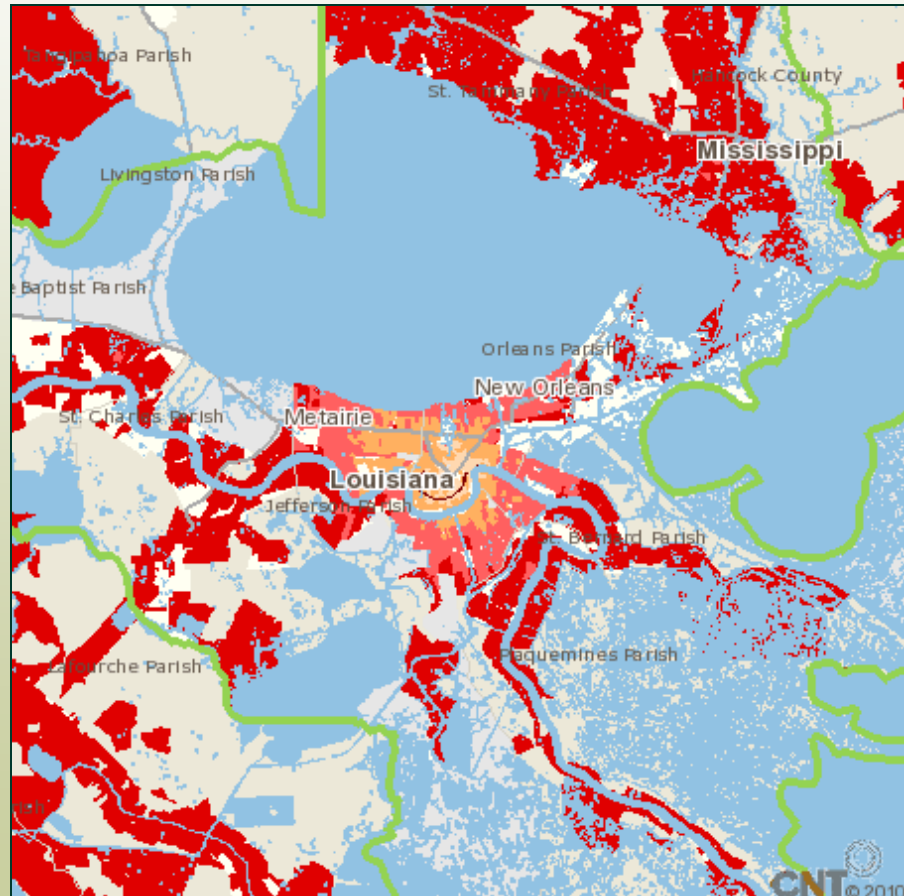 Tangipahoa Parish
Hancock County
St. Tammany Parish
Mississippi
Livingston Parish
e Baptist Parish
Orleans Parish
New Orleans
Metairie
St. Charles Parish
Louisiana
Jefferson Parish
St. Bernard Parish
Plaquemines Parish
Lafourche Parish
rish
CNT © 2010